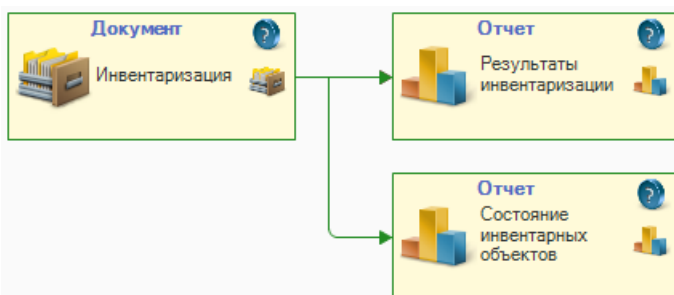 Документ
?
Инвентаризация
Отчет
?
Результаты
инвентаризации
Отчет
?
Состояние
инвентарных
объектов